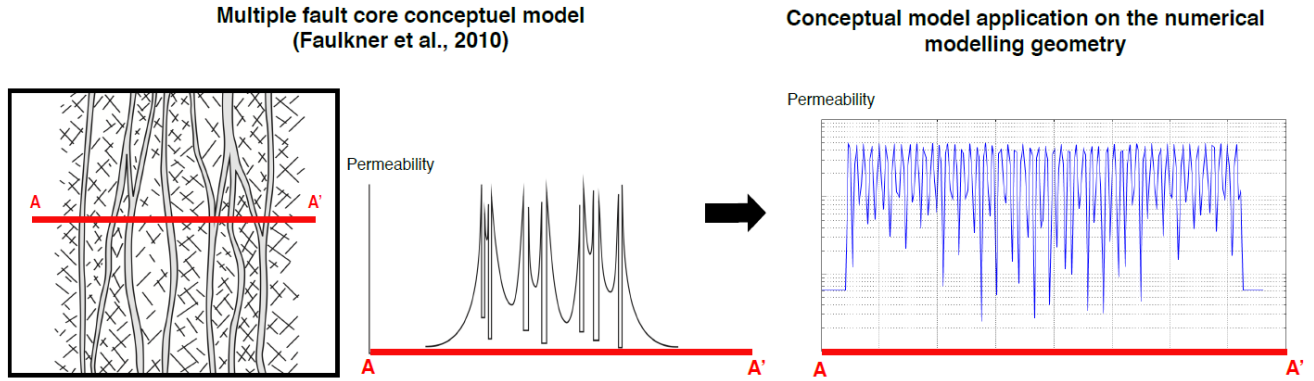 Multiple fault core conceptuel model
(Faulkner et al., 2010)
Conceptual model application on the numerical
modelling geometry
A
A'
Permeability
A
A'
Permeability
A
A'